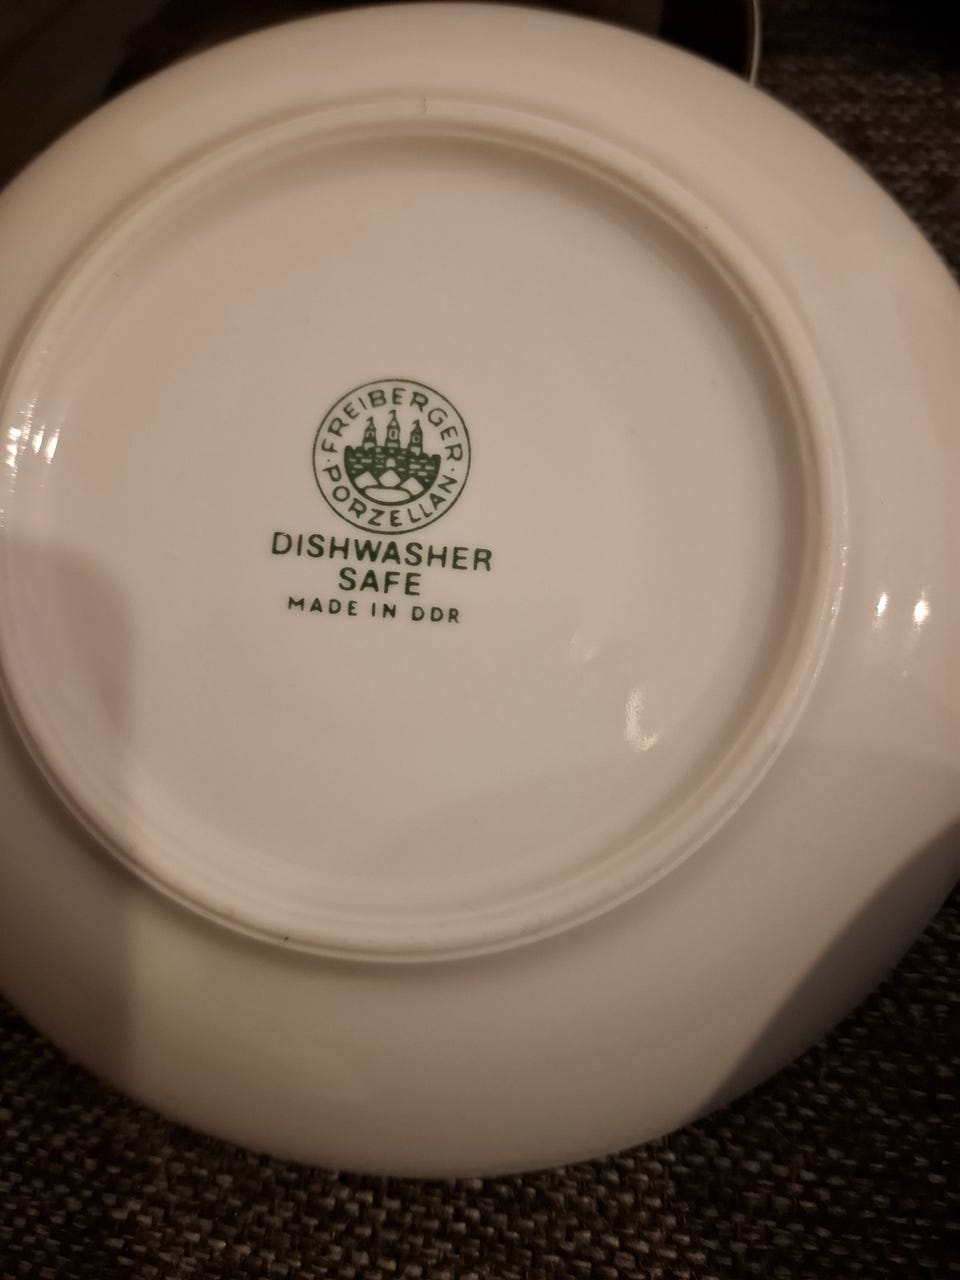 FREIBERGER
PORZELLAN
DISHWASHER
SAFE
MADE IN DDR